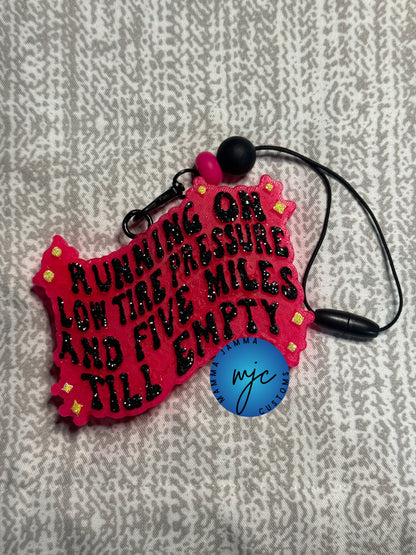 RUNNING ON
LOW TIRE PRESSURE
AND FIVE MILES
TILL EMPTY
MAMMA JAMMA
mjc
CUSTOMS